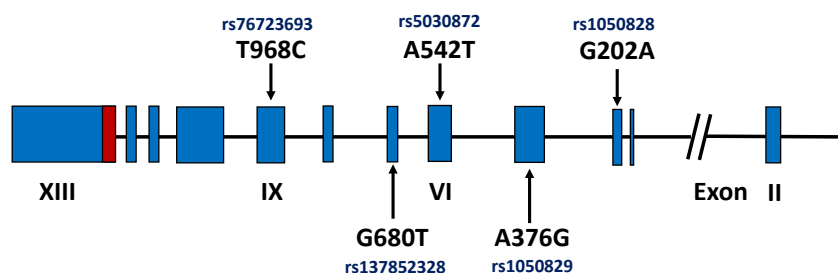 rs76723693 rs5030872 rs1050828
T968C A542T G202A
XIII IX VI Exon II
G680T A376G
rs137852328 rs1050829